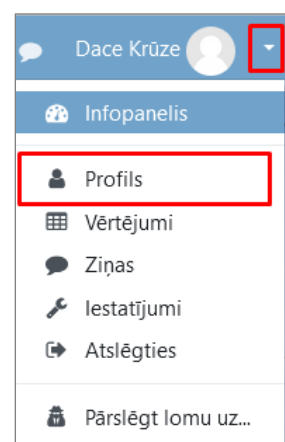 Dace Krūze
Infopanelis
Profils
Vērtējumi
Ziņas
Iestatījumi
Atslēgties
Pārslēgt lomu uz...